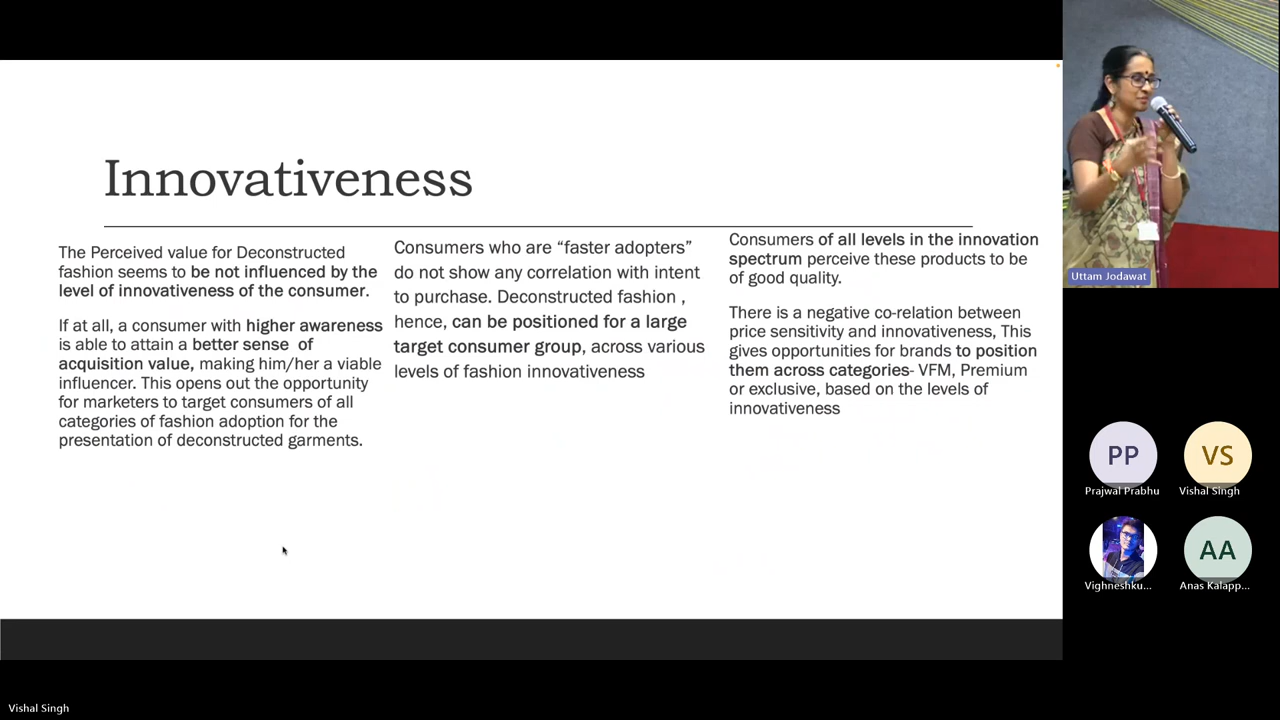 Innovativeness
The Perceived value for Deconstructed
fashion seems to be not influenced by the
level of innovativeness of the consumer.
If at all, a consumer with higher awareness
is able to attain a better sense  of
acquisition value, making him/her a viable
influencer. This opens out the opportunity
for marketers to target consumers of all
categories of fashion adoption for the
presentation of deconstructed garments.
Consumers who are “faster adopters”
do not show any correlation with intent
to purchase. Deconstructed fashion ,
hence, can be positioned for a large
target consumer group, across various
levels of fashion innovativeness
Consumers of all levels in the innovation
spectrum perceive these products to be
of good quality.
There is a negative co-relation between
price sensitivity and innovativeness, This
gives opportunities for brands to position
them across categories- VFM, Premium
or exclusive, based on the levels of
innovativeness
Uttam Jodawat
PP
Prajwal Prabhu
VS
Vishal Singh
Vighneshku...
AA
Anas Kalapp...
Vishal Singh